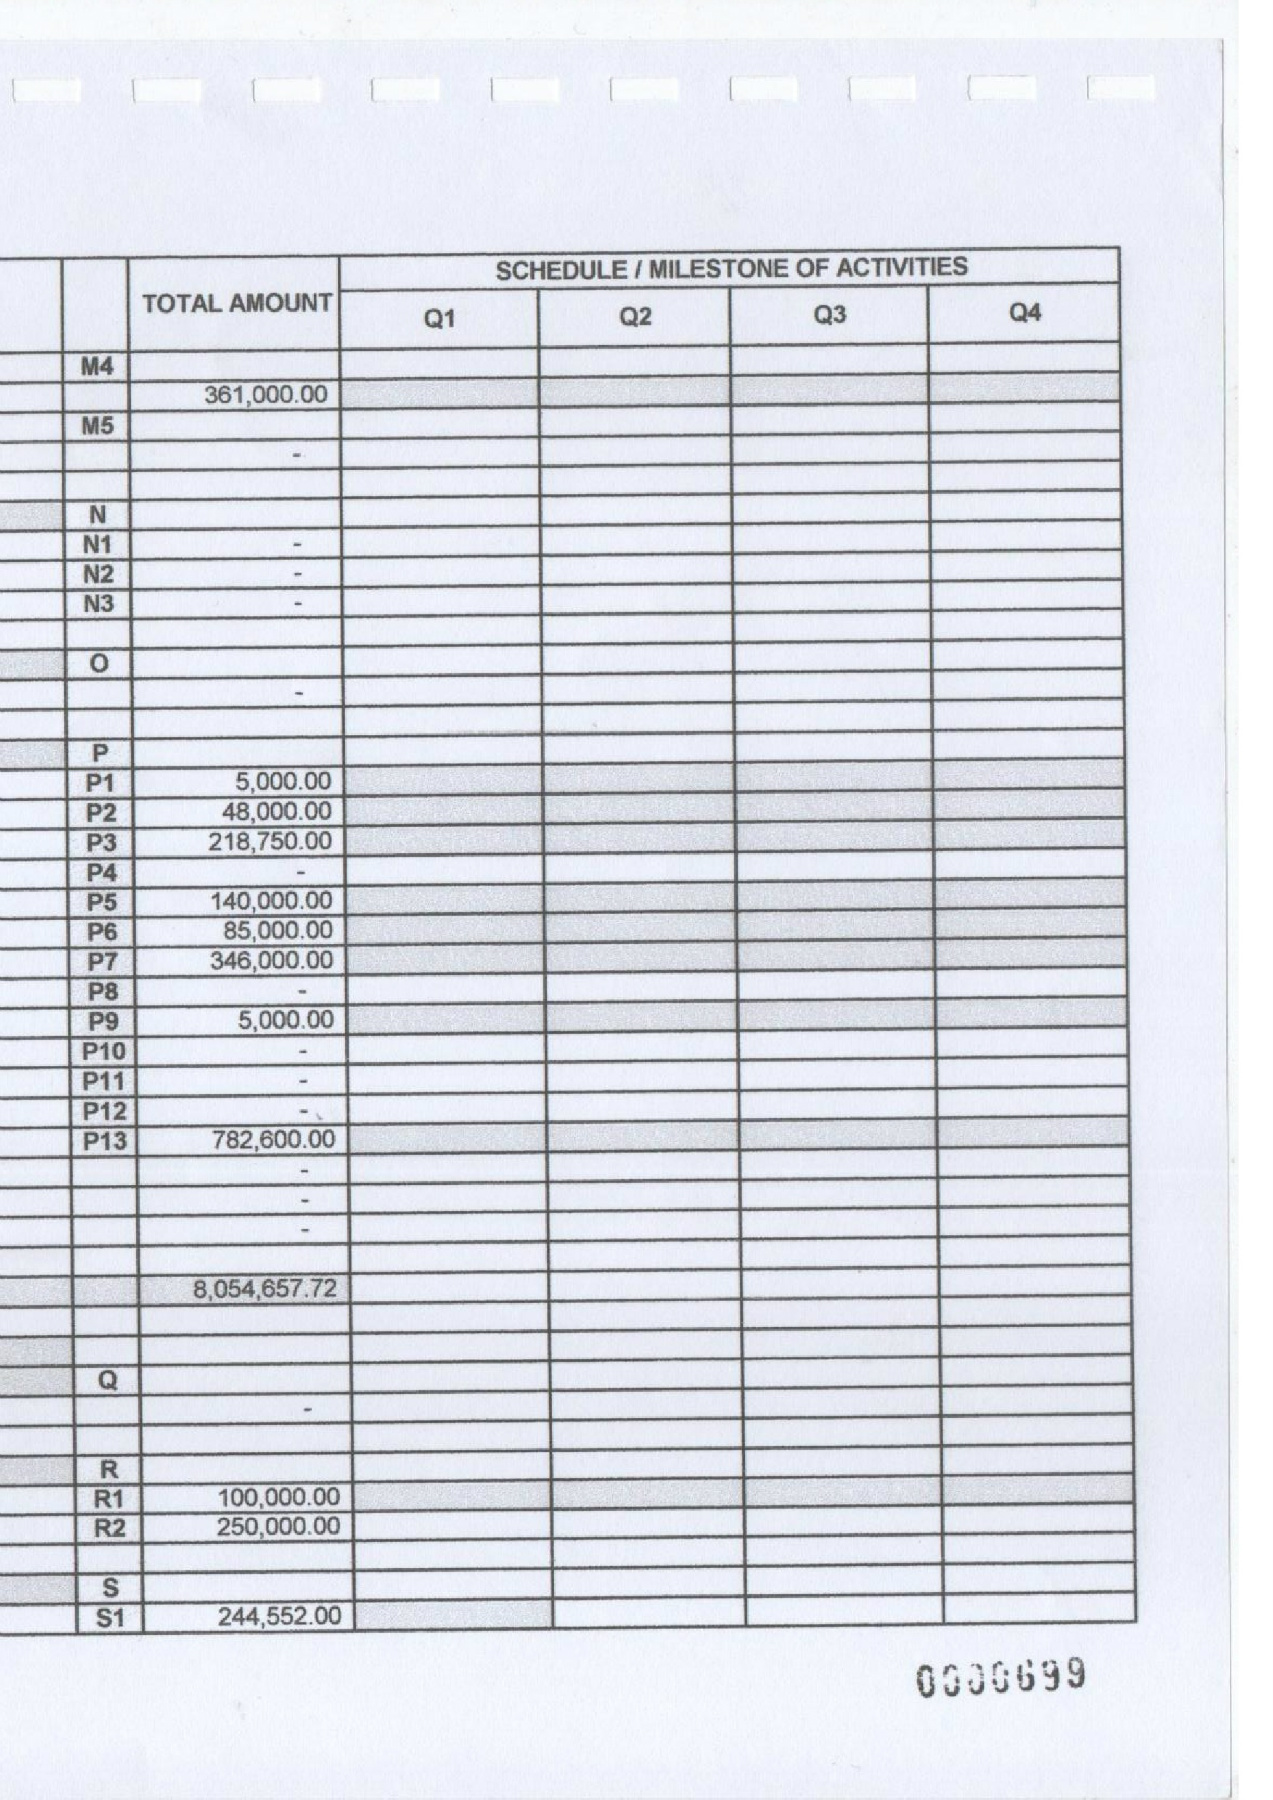 SCHEDULE / MILESTONE OF ACTIVITIES
TOTAL AMOUNT Q1 Q2 Q3 Q4
M4
361,000.00
M5
-
N
N1 -
N2 -
N3 -
O
-
P
P1 5,000.00
P2 48,000.00
P3 218,750.00
P4 -
P5 140,000.00
P6 85,000.00
P7 346,000.00
P8 -
P9 5,000.00
P10 -
P11 -
P12 -
P13 782,600.00
-
-
-
8,054,657.72
Q
-
R
R1 100,000.00
R2 250,000.00
S
S1 244,552.00
0000699